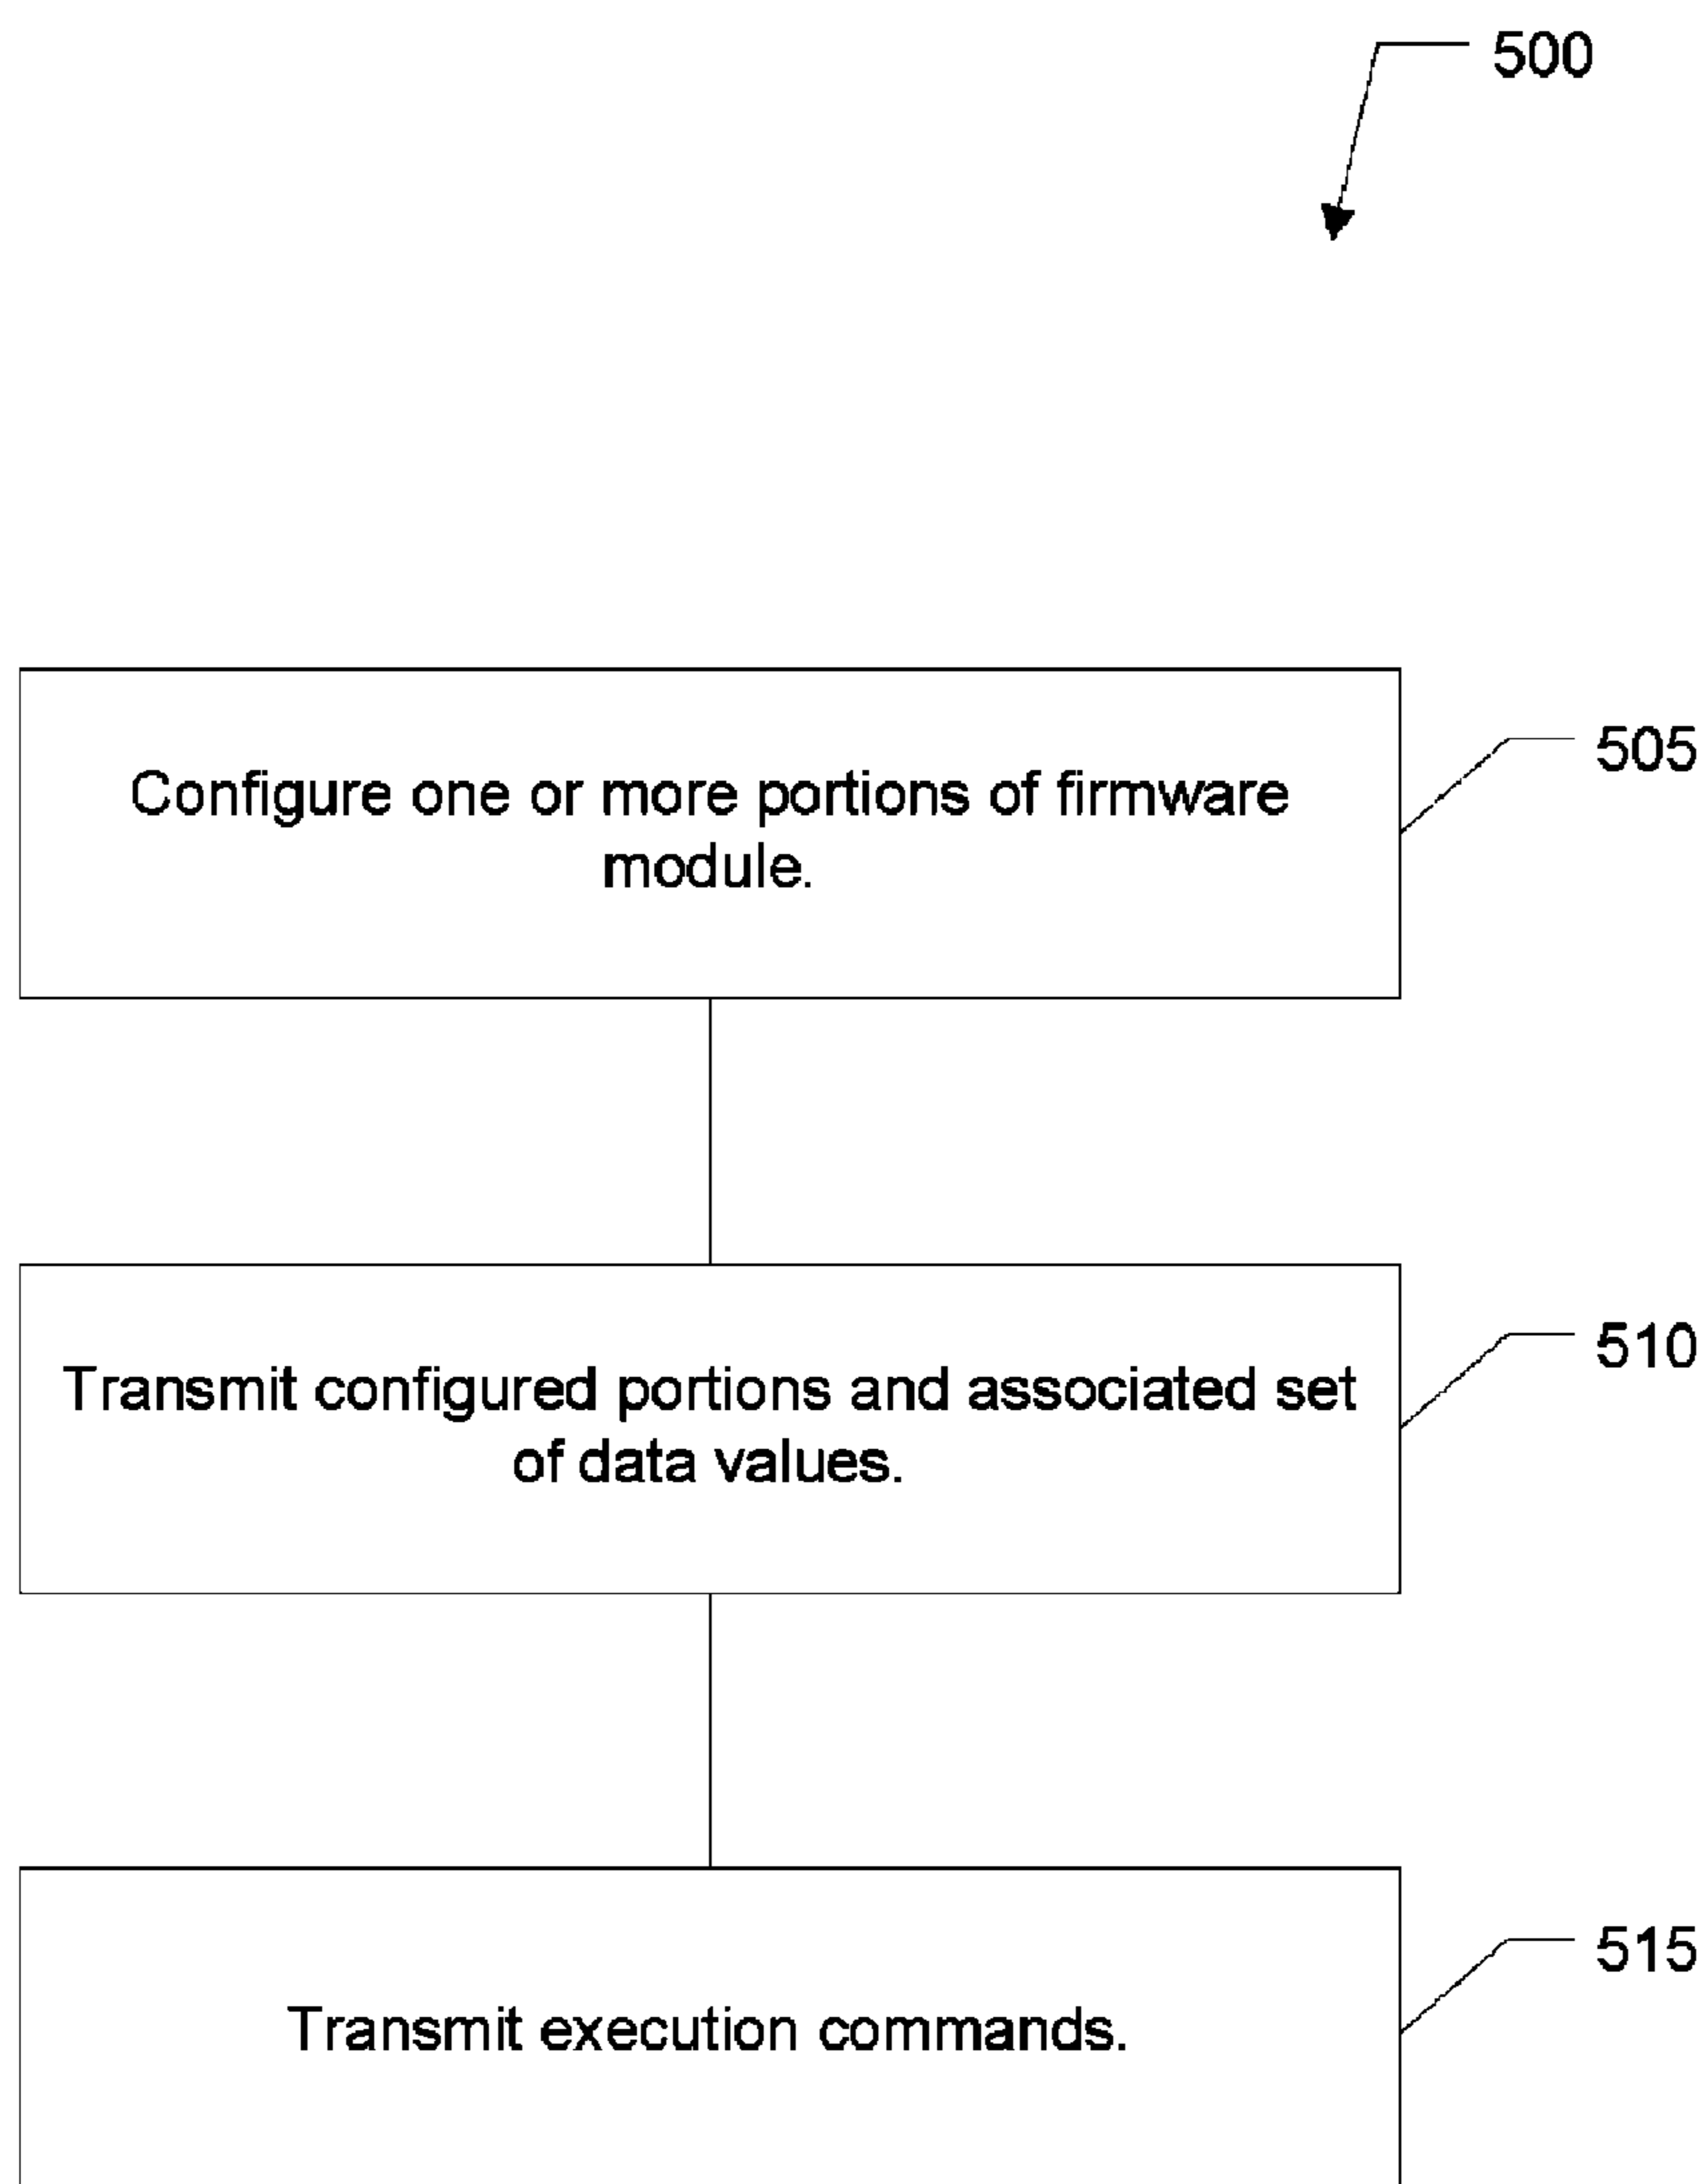 500
Configure one or more portions of firmware
module.
505
Transmit configured portions and associated set
of data values.
510
Transmit execution commands.
515